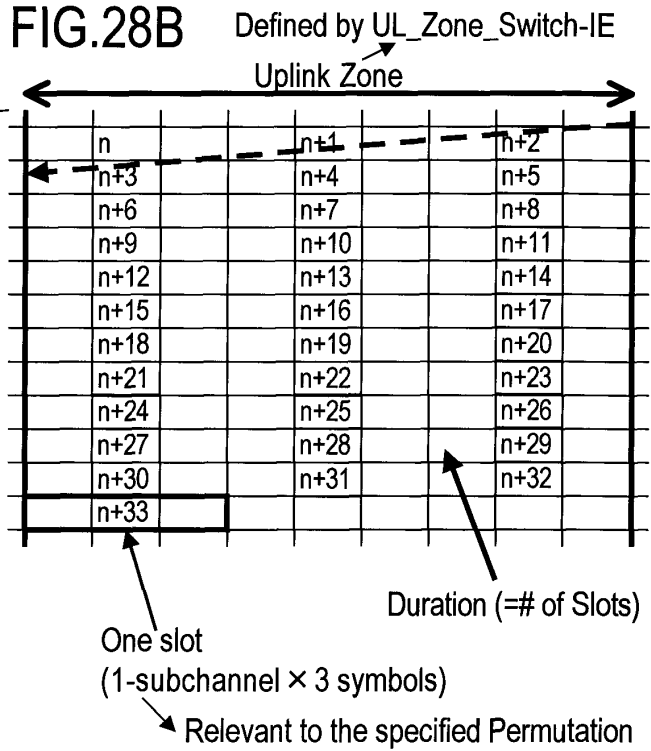 FIG.28B
Defined by UL_Zone_Switch-IE
Uplink Zone
n n+1 n+2
n+3 n+4 n+5
n+6 n+7 n+8
n+9 n+10 n+11
n+12 n+13 n+14
n+15 n+16 n+17
n+18 n+19 n+20
n+21 n+22 n+23
n+24 n+25 n+26
n+27 n+28 n+29
n+30 n+31 n+32
n+33
Duration (=# of Slots)
One slot
(1-subchannel × 3 symbols)
Relevant to the specified Permutation